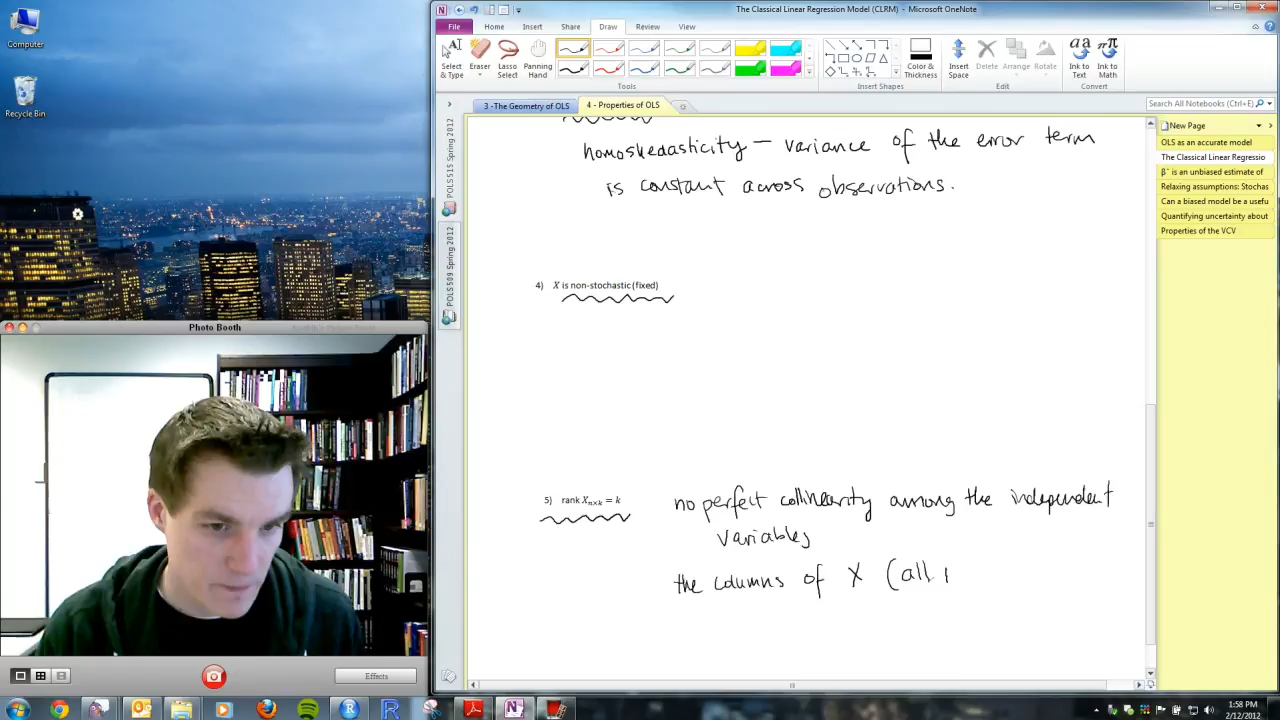 The Classical Linear Regression Model (CLRM) - Microsoft OneNote
File Home Insert Share Draw Review View
Select & Type
Eraser
Lasso Select
Panning Hand
Color & Thickness
Insert Space
Delete
Arrange
Rotate
Ink to Text
Ink to Math
Tools
Insert Shapes
Edit
Convert
3 -The Geometry of OLS
4 - Properties of OLS
Search All Notebooks (Ctrl+E)
Computer
Recycle Bin
POLS 515 Spring 2012
POLS 509 Spring 2012
New Page
OLS as an accurate model
The Classical Linear Regressio
β^ is an unbiased estimate of
Relaxing assumptions: Stochas
Can a biased model be a usefu
Quantifying uncertainty about
Properties of the VCV
homoskedasticity – variance of the error term
is constant across observations.
4) X is non-stochastic (fixed)
5) rank Xₙₓₖ = k
no perfect collinearity among the independent
variables
the columns of X (all
Photo Booth
Effects
1:58 PM
2/12/2012